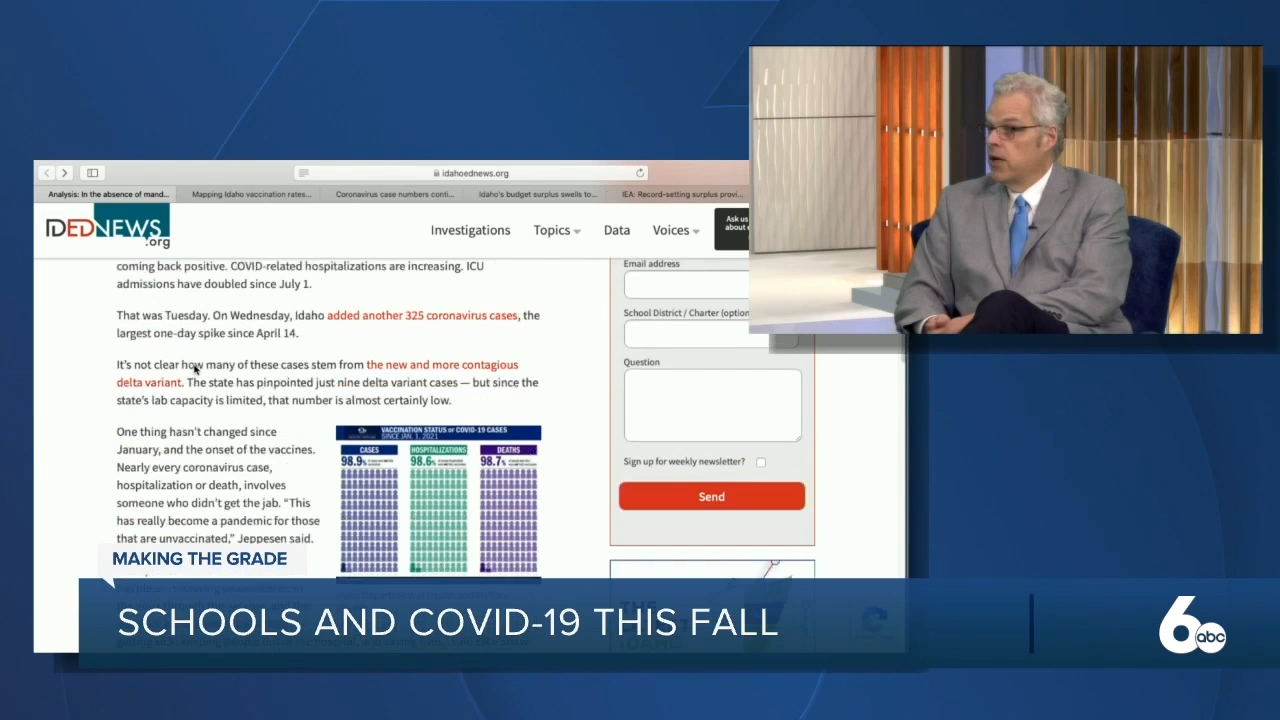 idahoednews.org
Analysis: In the absence of mand...
Mapping Idaho vaccination rates...
Coronavirus case numbers conti...
Idaho's budget surplus swells to...
IEA: Record-setting surplus provi...
IDEDNEWS
.org
Investigations
Topics
Data
Voices
Ask us
about
coming back positive. COVID-related hospitalizations are increasing. ICU
admissions have doubled since July 1.
That was Tuesday. On Wednesday, Idaho added another 325 coronavirus cases, the
largest one-day spike since April 14.
It's not clear how many of these cases stem from the new and more contagious
delta variant. The state has pinpointed just nine delta variant cases — but since the
state's lab capacity is limited, that number is almost certainly low.
One thing hasn't changed since
January, and the onset of the vaccines.
Nearly every coronavirus case,
hospitalization or death, involves
someone who didn't get the jab. "This
has really become a pandemic for those
that are unvaccinated," Jeppesen said.
VACCINATION STATUS OF COVID-19 CASES
SINCE JAN. 1, 2021
CASES
98.9%
HOSPITALIZATIONS
98.6%
DEATHS
98.7%
Email address
School District / Charter (option
Question
Sign up for weekly newsletter?
Send
MAKING THE GRADE
SCHOOLS AND COVID-19 THIS FALL
6
abc